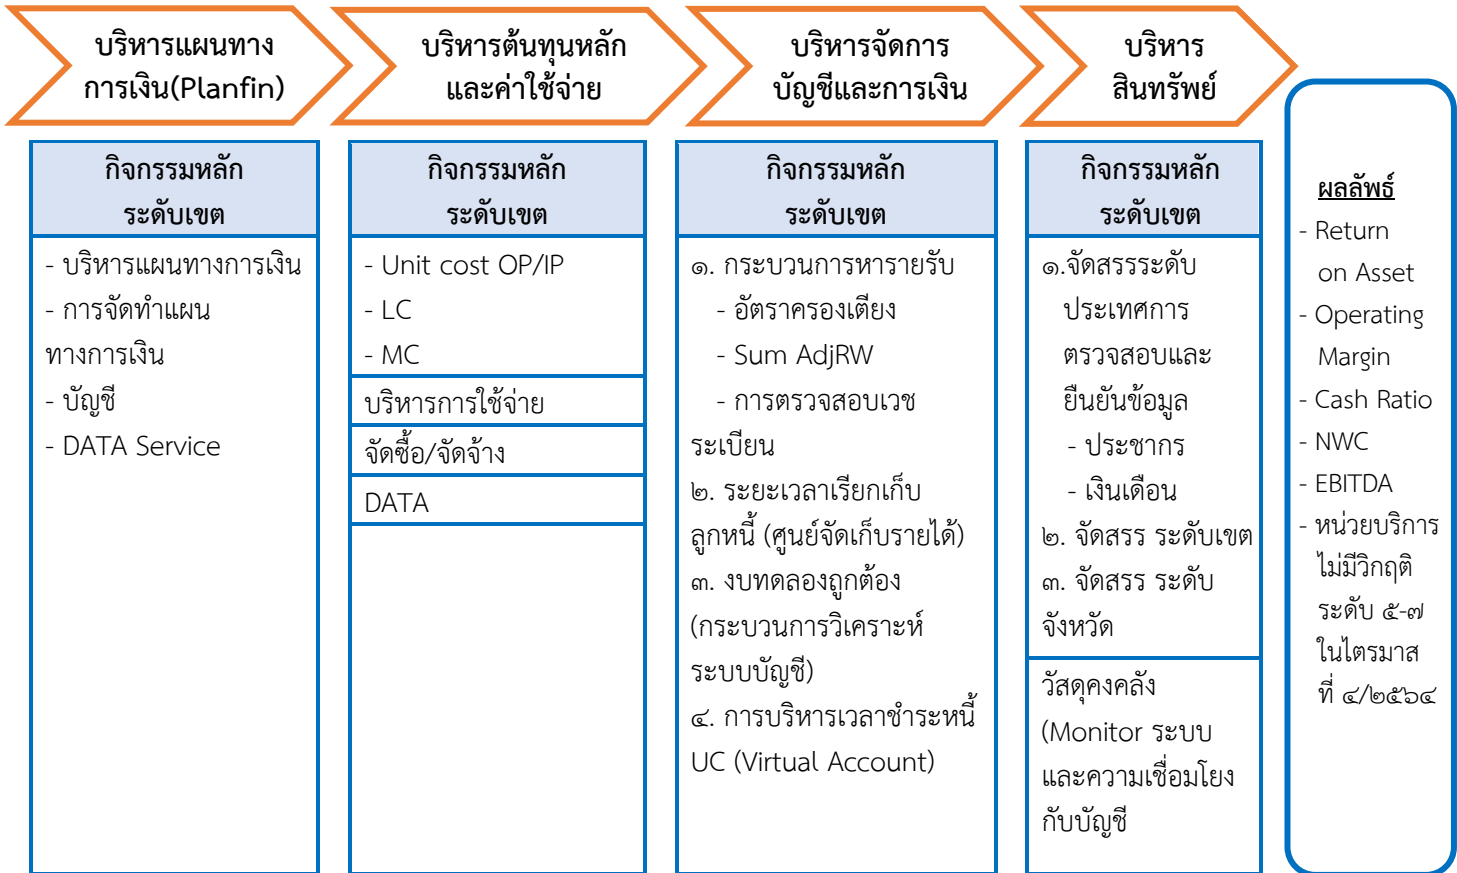 บริหารแผนทาง
การเงิน(Planfin)
บริหารต้นทุนหลัก
และค่าใช้จ่าย
บริหารจัดการ
บัญชีและการเงิน
บริหาร
สินทรัพย์
กิจกรรมหลัก
ระดับเขต
- บริหารแผนทางการเงิน
- การจัดทำแผน
ทางการเงิน
- บัญชี
- DATA Service
กิจกรรมหลัก
ระดับเขต
- Unit cost OP/IP
- LC
- MC
บริหารการใช้จ่าย
จัดซื้อ/จัดจ้าง
DATA
กิจกรรมหลัก
ระดับเขต
๑. กระบวนการหารายรับ
- อัตราครองเตียง
- Sum AdjRW
- การตรวจสอบเวช
ระเบียน
๒. ระยะเวลาเรียกเก็บ
ลูกหนี้ (ศูนย์จัดเก็บรายได้)
๓. งบทดลองถูกต้อง
(กระบวนการวิเคราะห์
ระบบบัญชี)
๔. การบริหารเวลาชำระหนี้
UC (Virtual Account)
กิจกรรมหลัก
ระดับเขต
๑.จัดสรรระดับ
ประเทศการ
ตรวจสอบและ
ยืนยันข้อมูล
- ประชากร
- เงินเดือน
๒. จัดสรร ระดับเขต
๓. จัดสรร ระดับ
จังหวัด
วัสดุคงคลัง
(Monitor ระบบ
และความเชื่อมโยง
กับบัญชี
ผลลัพธ์
- Return
on Asset
- Operating
Margin
- Cash Ratio
- NWC
- EBITDA
- หน่วยบริการ
ไม่มีวิกฤติ
ระดับ ๕-๗
ในไตรมาส
ที่ ๔/๒๕๖๔